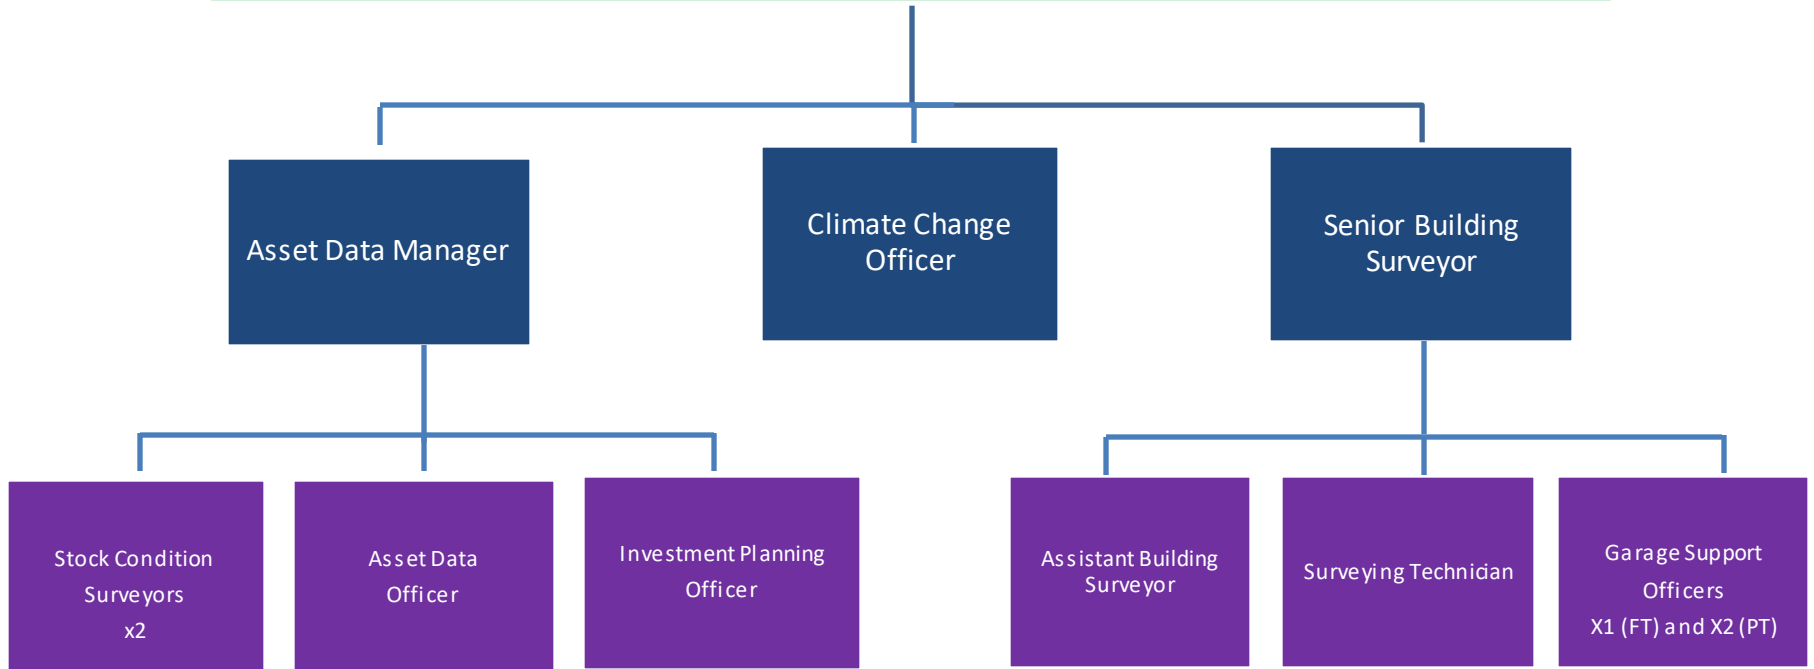 Asset Data Manager
Climate Change
Officer
Senior Building
Surveyor
Stock Condition
Surveyors
x2
Asset Data
Officer
Investment Planning
Officer
Assistant Building
Surveyor
Surveying Technician
Garage Support
Officers
X1 (FT) and X2 (PT)